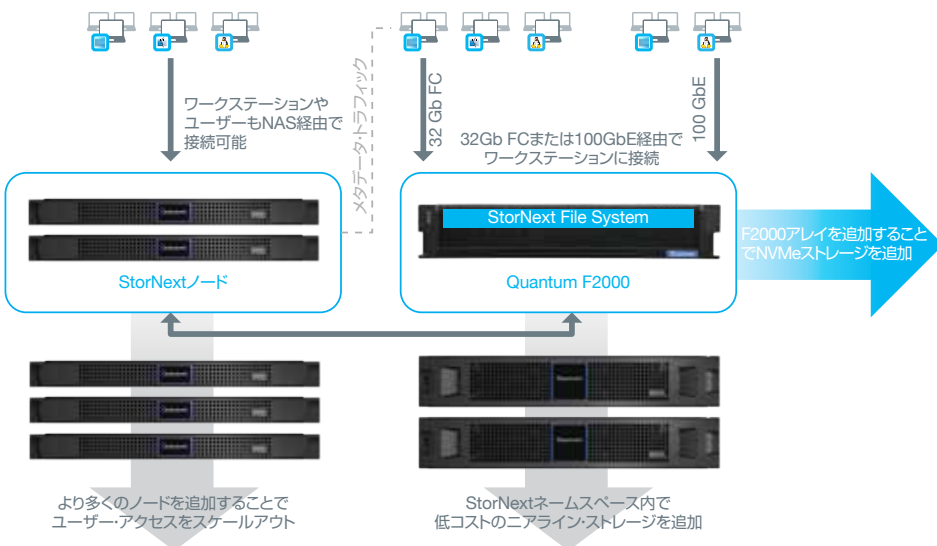 ワークステーションや
ユーザーもNAS経由で
接続可能
メタデータ・トラフィック
32 Gb FC
32Gb FCまたは100GbE経由で
ワークステーションに接続
100 GbE
StorNextノード
StorNext File System
Quantum F2000
F2000アレイを追加すること
でNVMeストレージを追加
より多くのノードを追加することで
ユーザー・アクセスをスケールアウト
StorNextネームスペース内で
低コストのニアライン・ストレージを追加